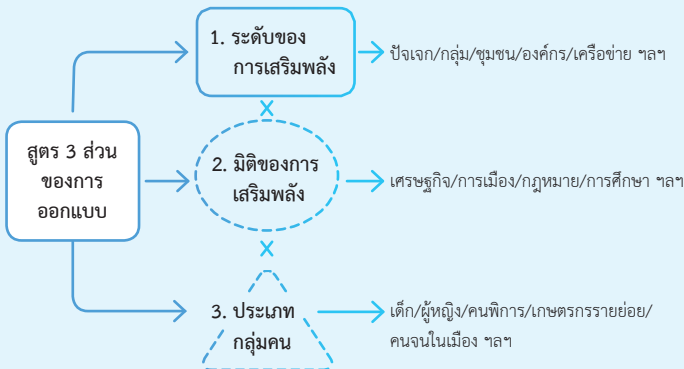 1. ระดับของ
การเสริมพลัง
ปัจเจก/กลุ่ม/ชุมชน/องค์กร/เครือข่าย ฯลฯ
สูตร 3 ส่วน
ของการ
ออกแบบ
2. มิติของการ
เสริมพลัง
เศรษฐกิจ/การเมือง/กฎหมาย/การศึกษา ฯลฯ
3. ประเภท
กลุ่มคน
เด็ก/ผู้หญิง/คนพิการ/เกษตรกรรายย่อย/
คนจนในเมือง ฯลฯ